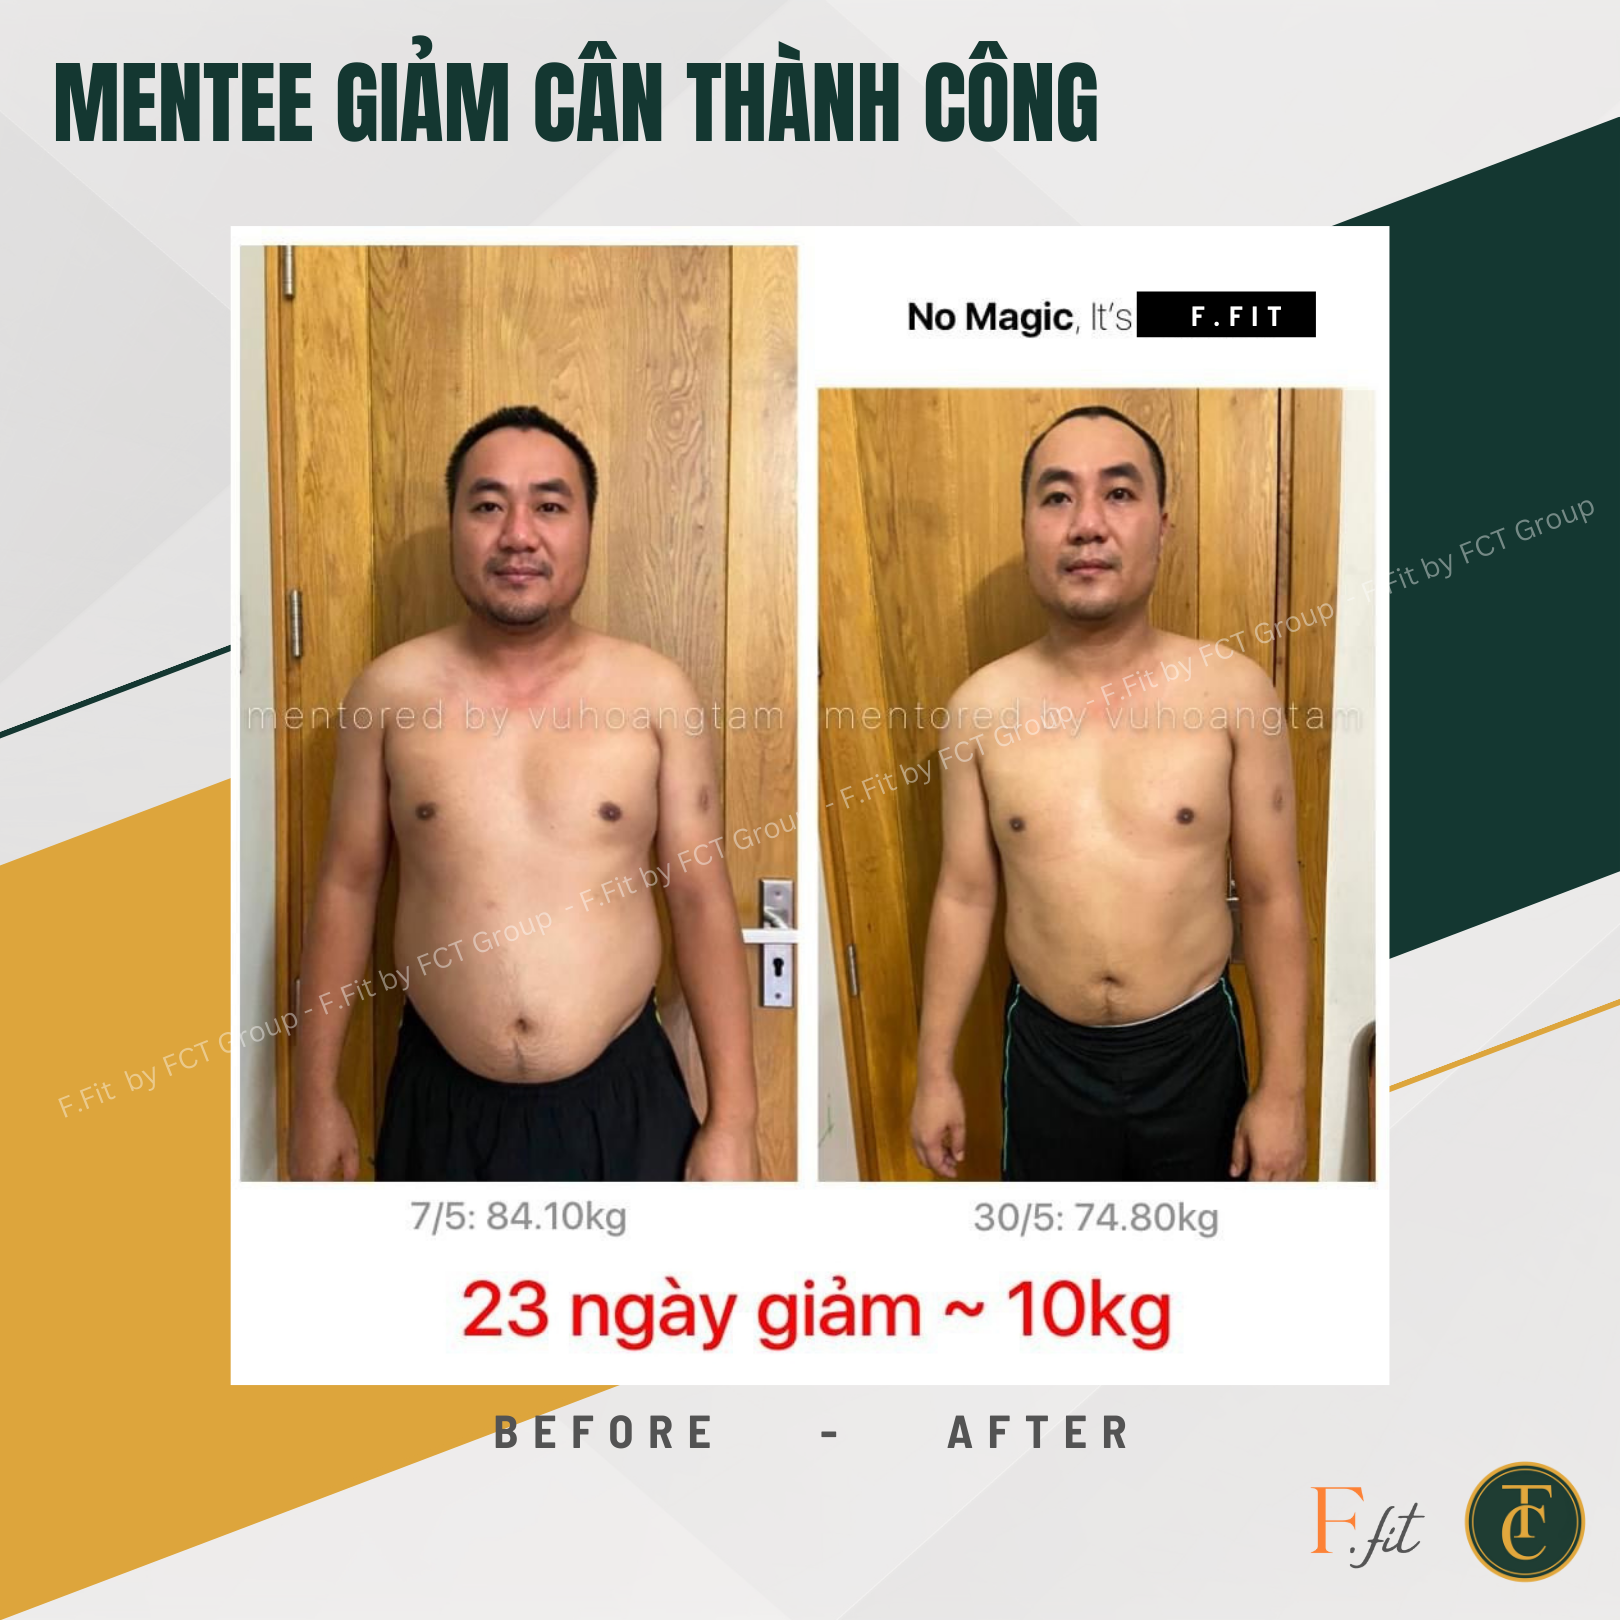 MENTEE GIẢM CÂN THÀNH CÔNG
No Magic, It's F.FIT
mentored by vuhoangtam mentored by vuhoangtam
F.Fit by FCT Group - F.Fit by FCT Group - F.Fit by FCT Group - F.Fit by FCT Group - F.Fit by FCT Group - F.Fit by FCT Group
7/5: 84.10kg 30/5: 74.80kg
23 ngày giảm ~ 10kg
BEFORE - AFTER
F.fit